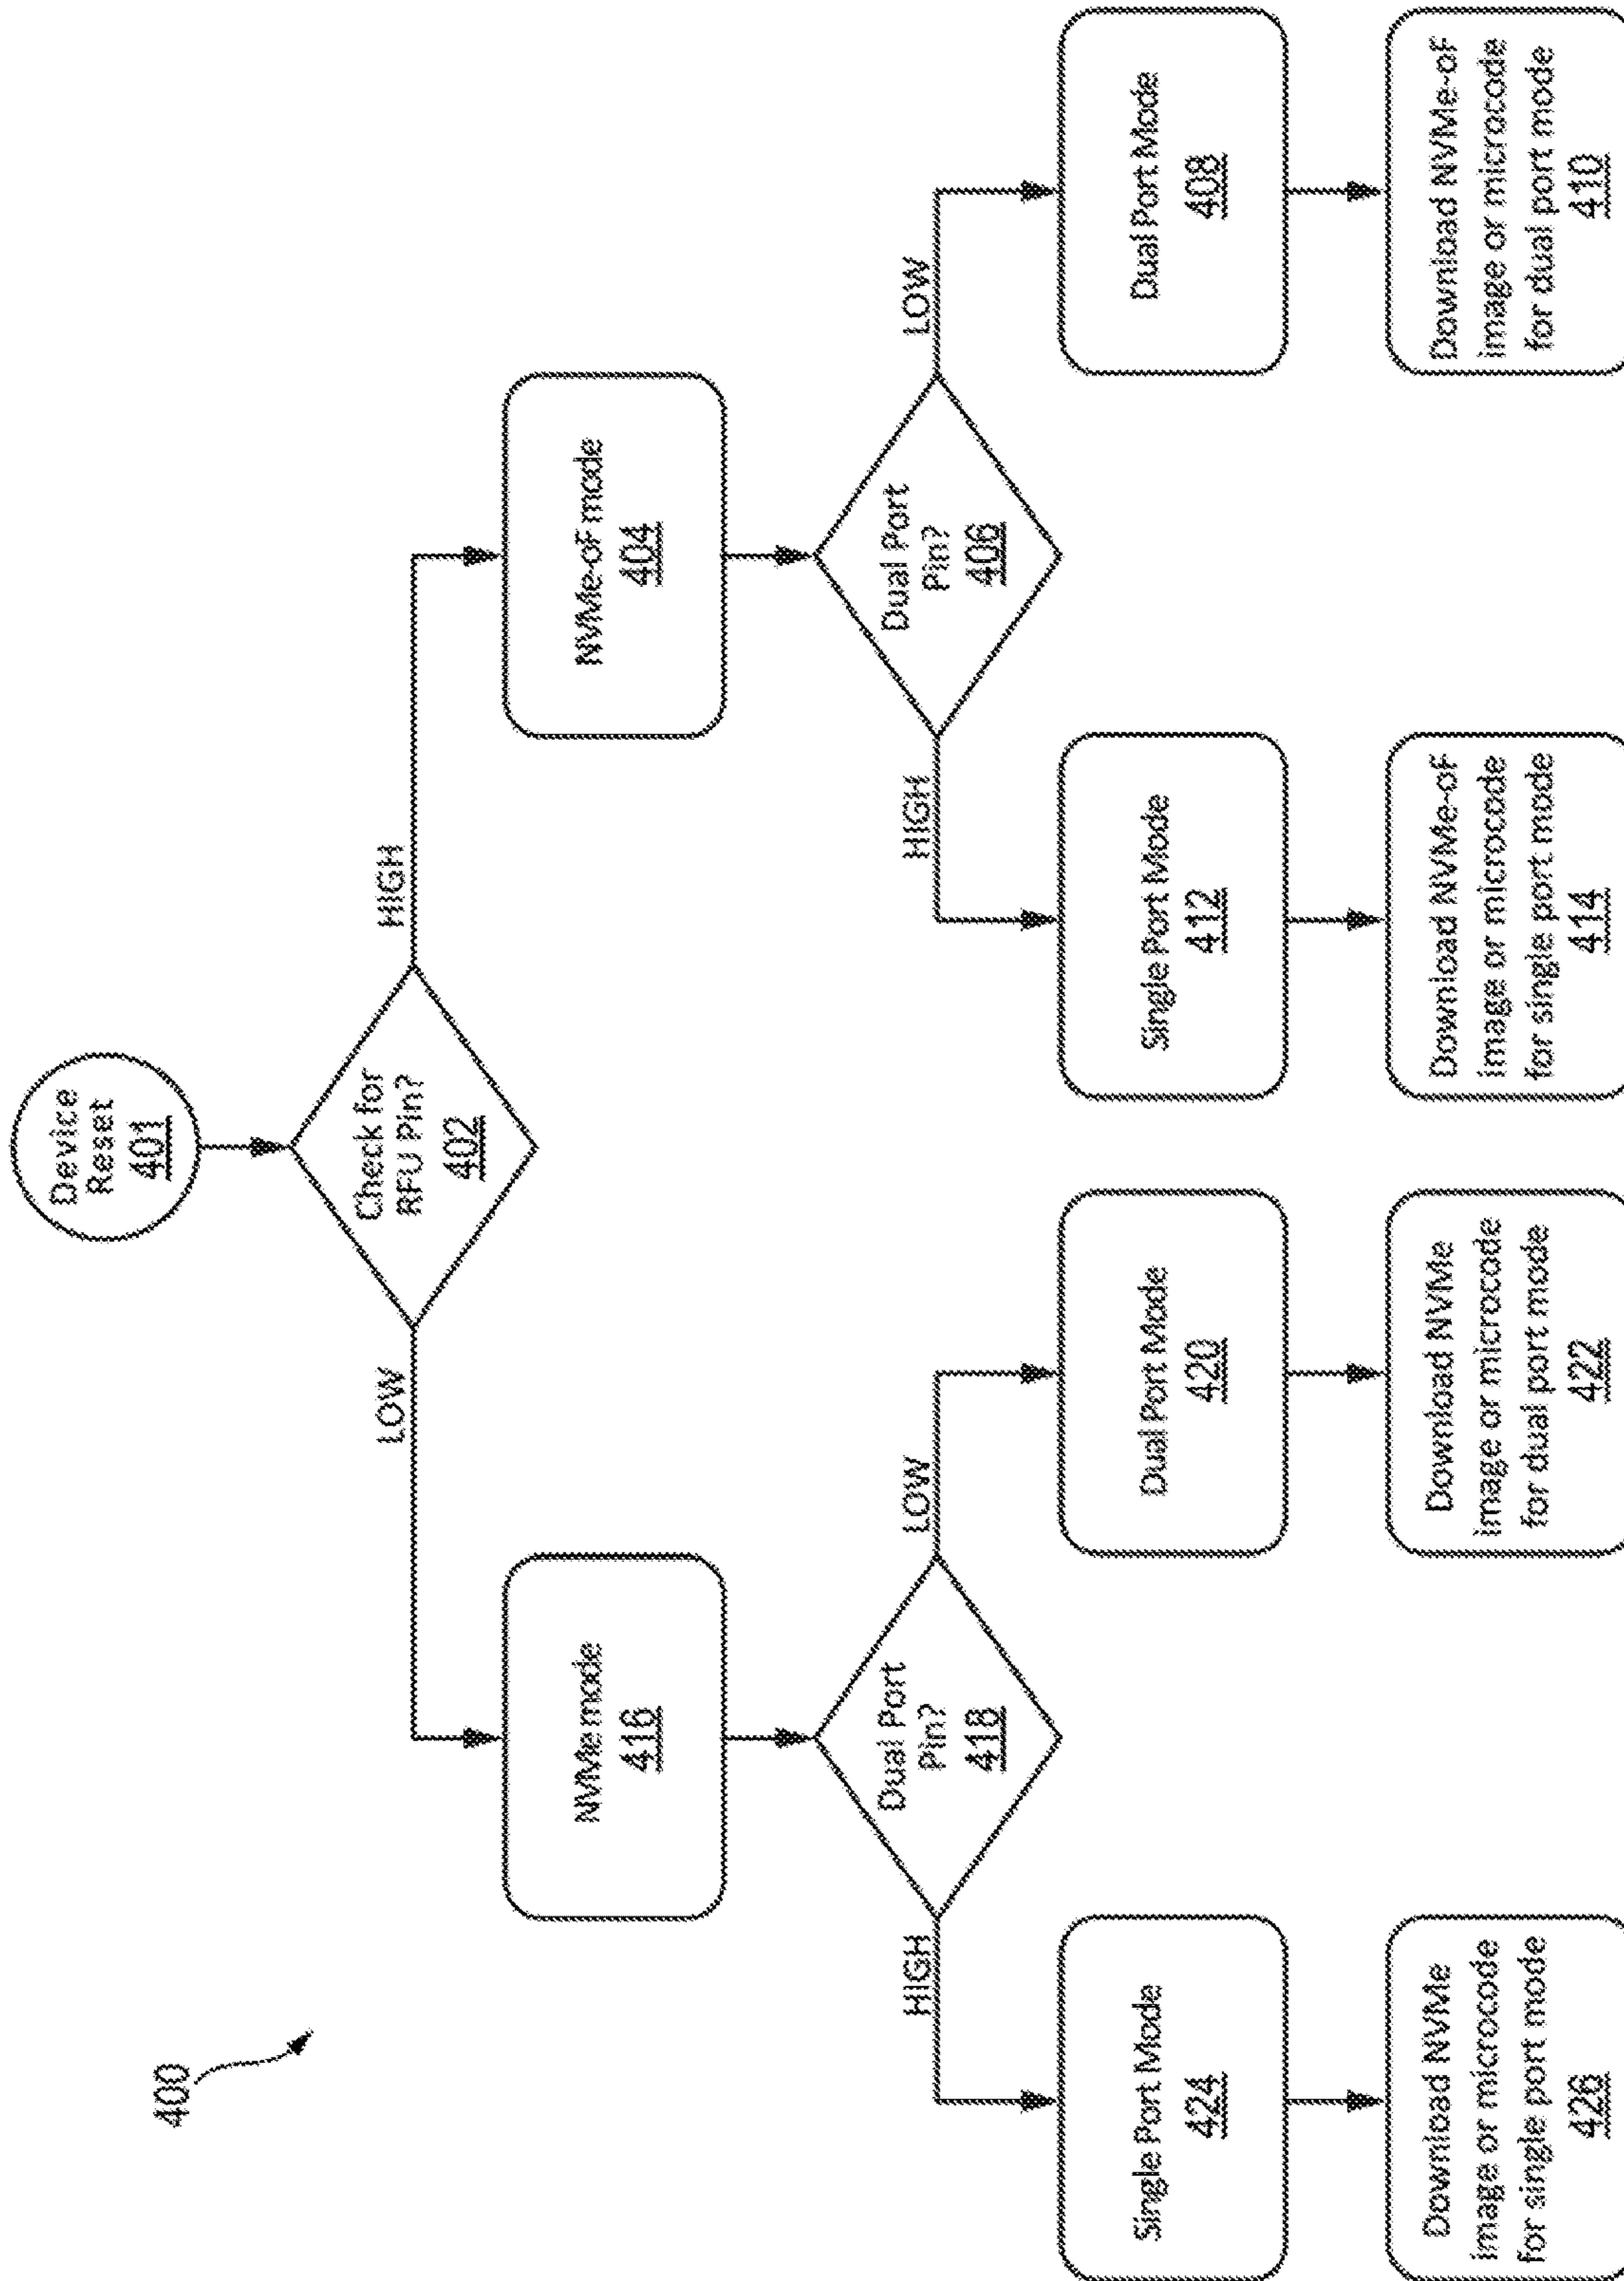 400
Device
Reset
401
Check for
RFU Pin?
402
LOW
HIGH
NVMe mode
416
NVMe-oF mode
404
Dual Port
Pin?
418
Dual Port
Pin?
406
HIGH
LOW
HIGH
LOW
Single Port Mode
424
Dual Port Mode
420
Single Port Mode
412
Dual Port Mode
408
Download NVMe
image or microcode
for single port mode
426
Download NVMe
image or microcode
for dual port mode
422
Download NVMe-oF
image or microcode
for single port mode
414
Download NVMe-oF
image or microcode
for dual port mode
410